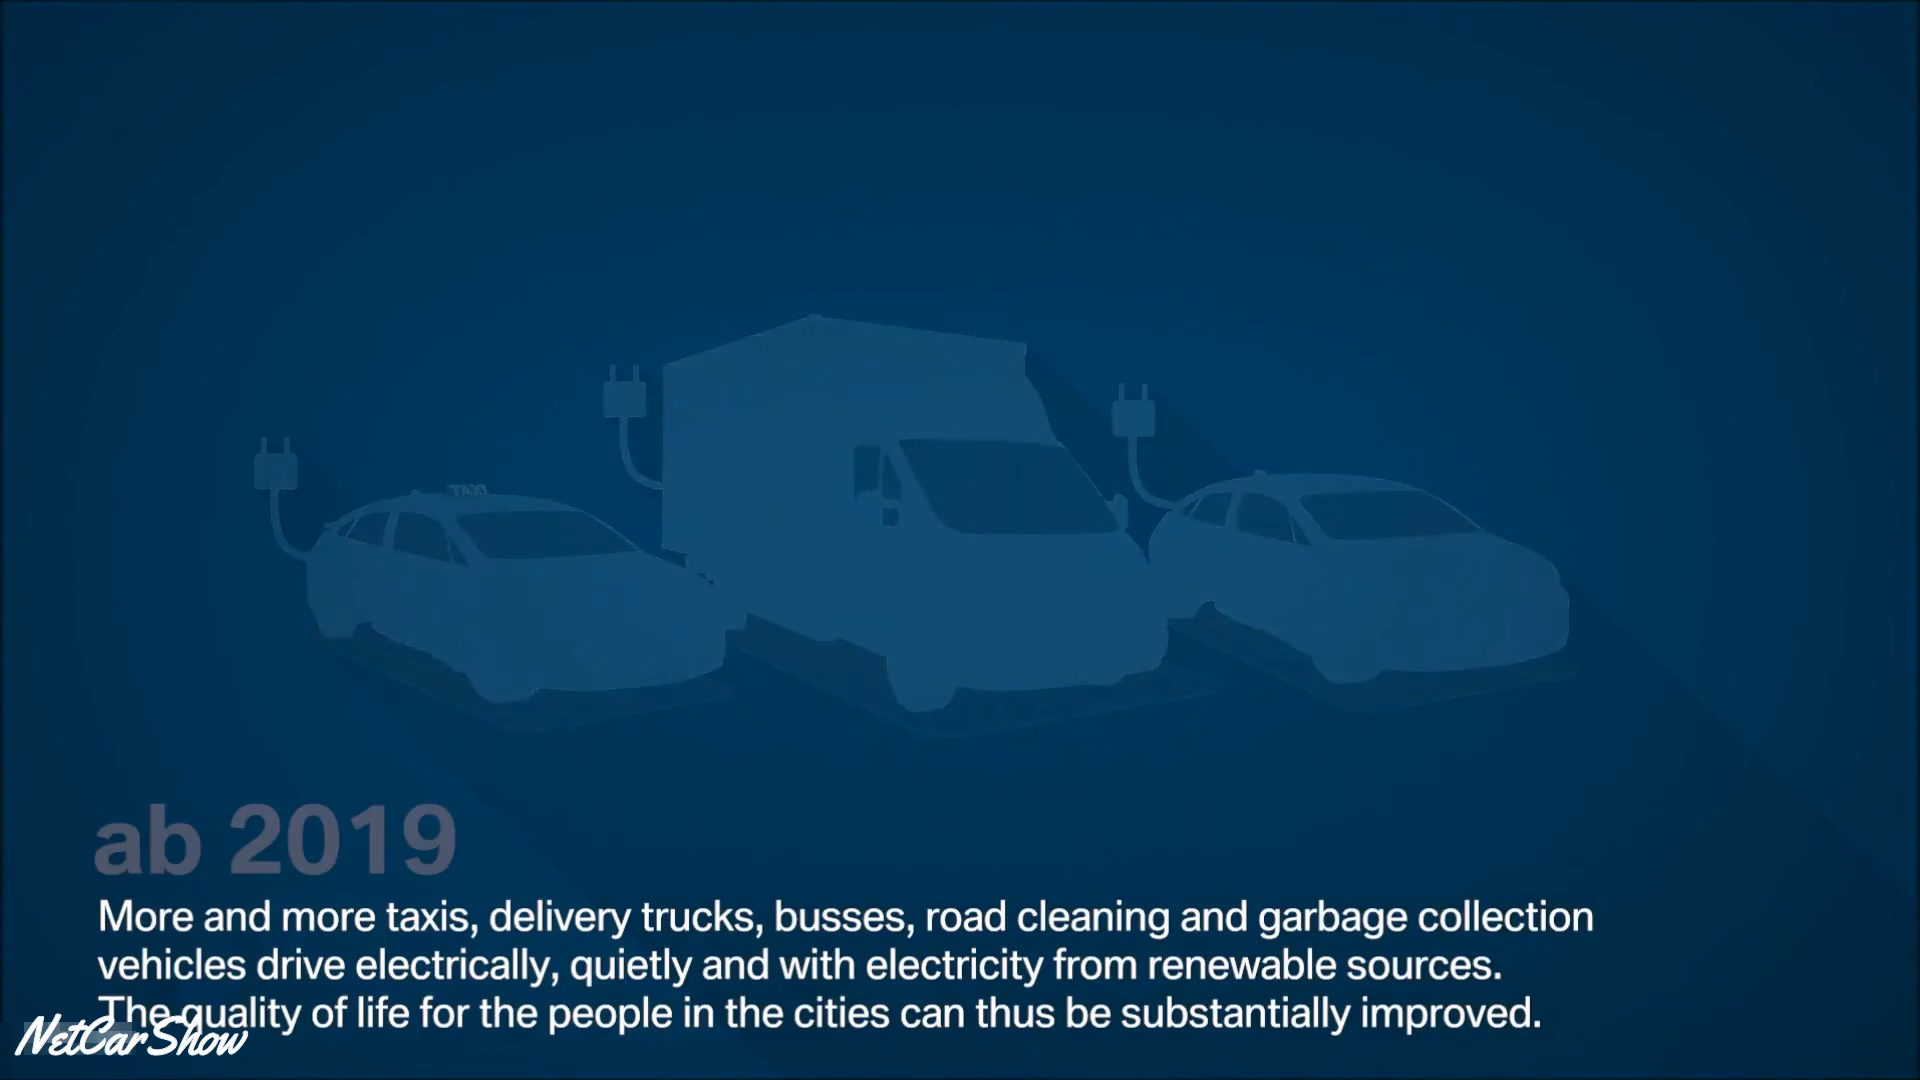 TAXI
ab 2019
More and more taxis, delivery trucks, busses, road cleaning and garbage collection
vehicles drive electrically, quietly and with electricity from renewable sources.
The quality of life for the people in the cities can thus be substantially improved.
NetCarShow